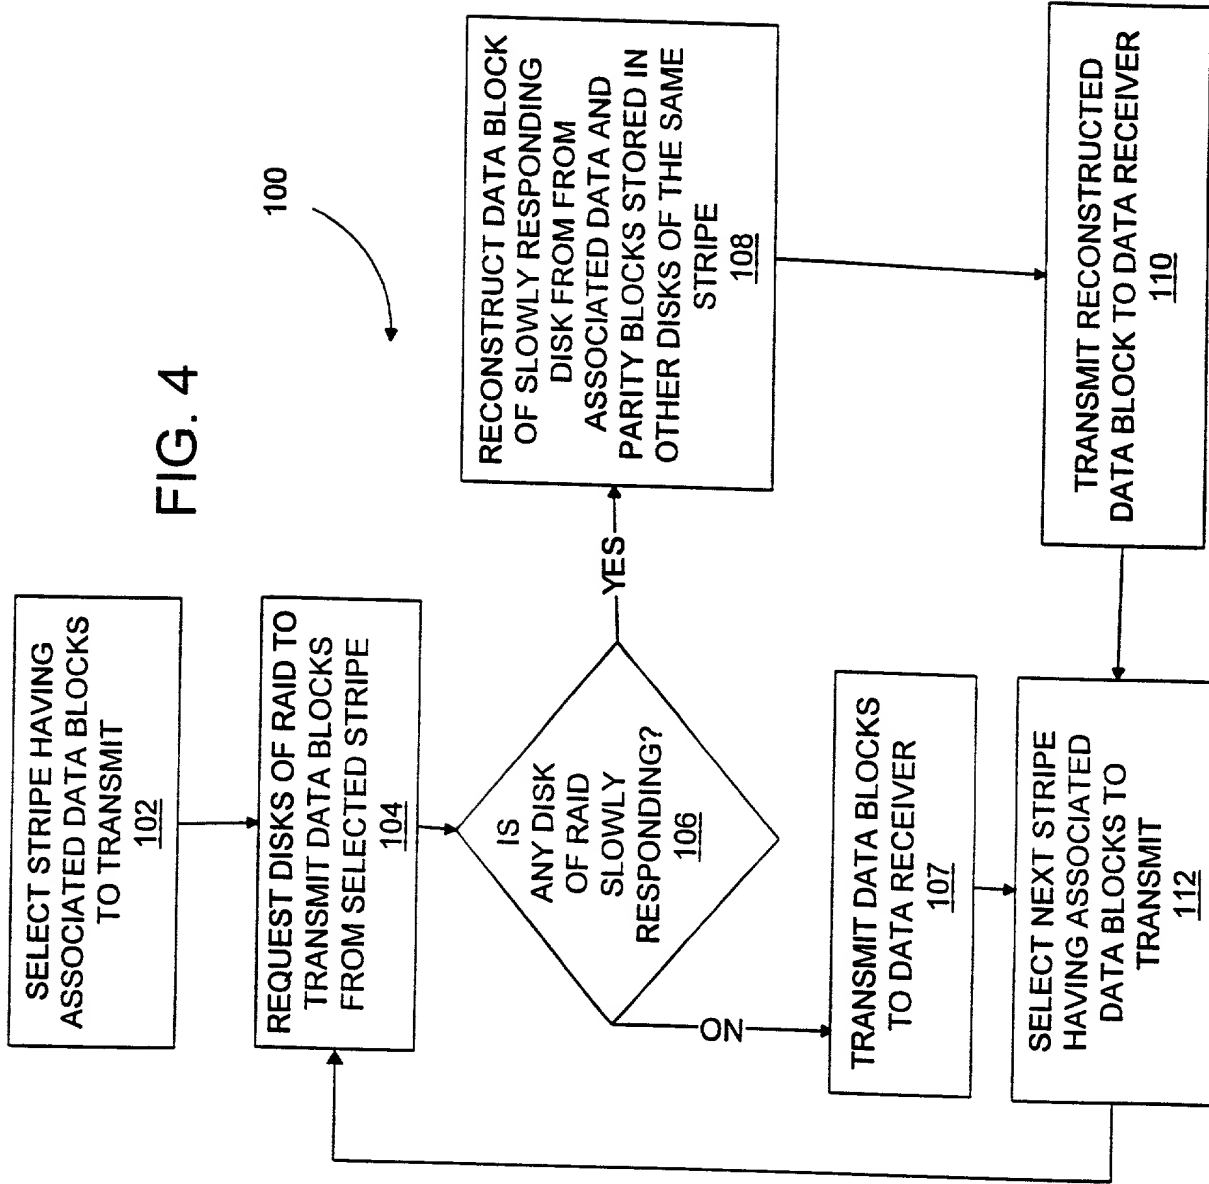 FIG. 4
100
SELECT STRIPE HAVING
ASSOCIATED DATA BLOCKS
TO TRANSMIT
102
REQUEST DISKS OF RAID TO
TRANSMIT DATA BLOCKS
FROM SELECTED STRIPE
104
IS
ANY DISK
OF RAID
SLOWLY
RESPONDING?
106
YES
ON
RECONSTRUCT DATA BLOCK
OF SLOWLY RESPONDING
DISK FROM FROM
ASSOCIATED DATA AND
PARITY BLOCKS STORED IN
OTHER DISKS OF THE SAME
STRIPE
108
TRANSMIT DATA BLOCKS
TO DATA RECEIVER
107
TRANSMIT RECONSTRUCTED
DATA BLOCK TO DATA RECEIVER
110
SELECT NEXT STRIPE
HAVING ASSOCIATED
DATA BLOCKS TO
TRANSMIT
112